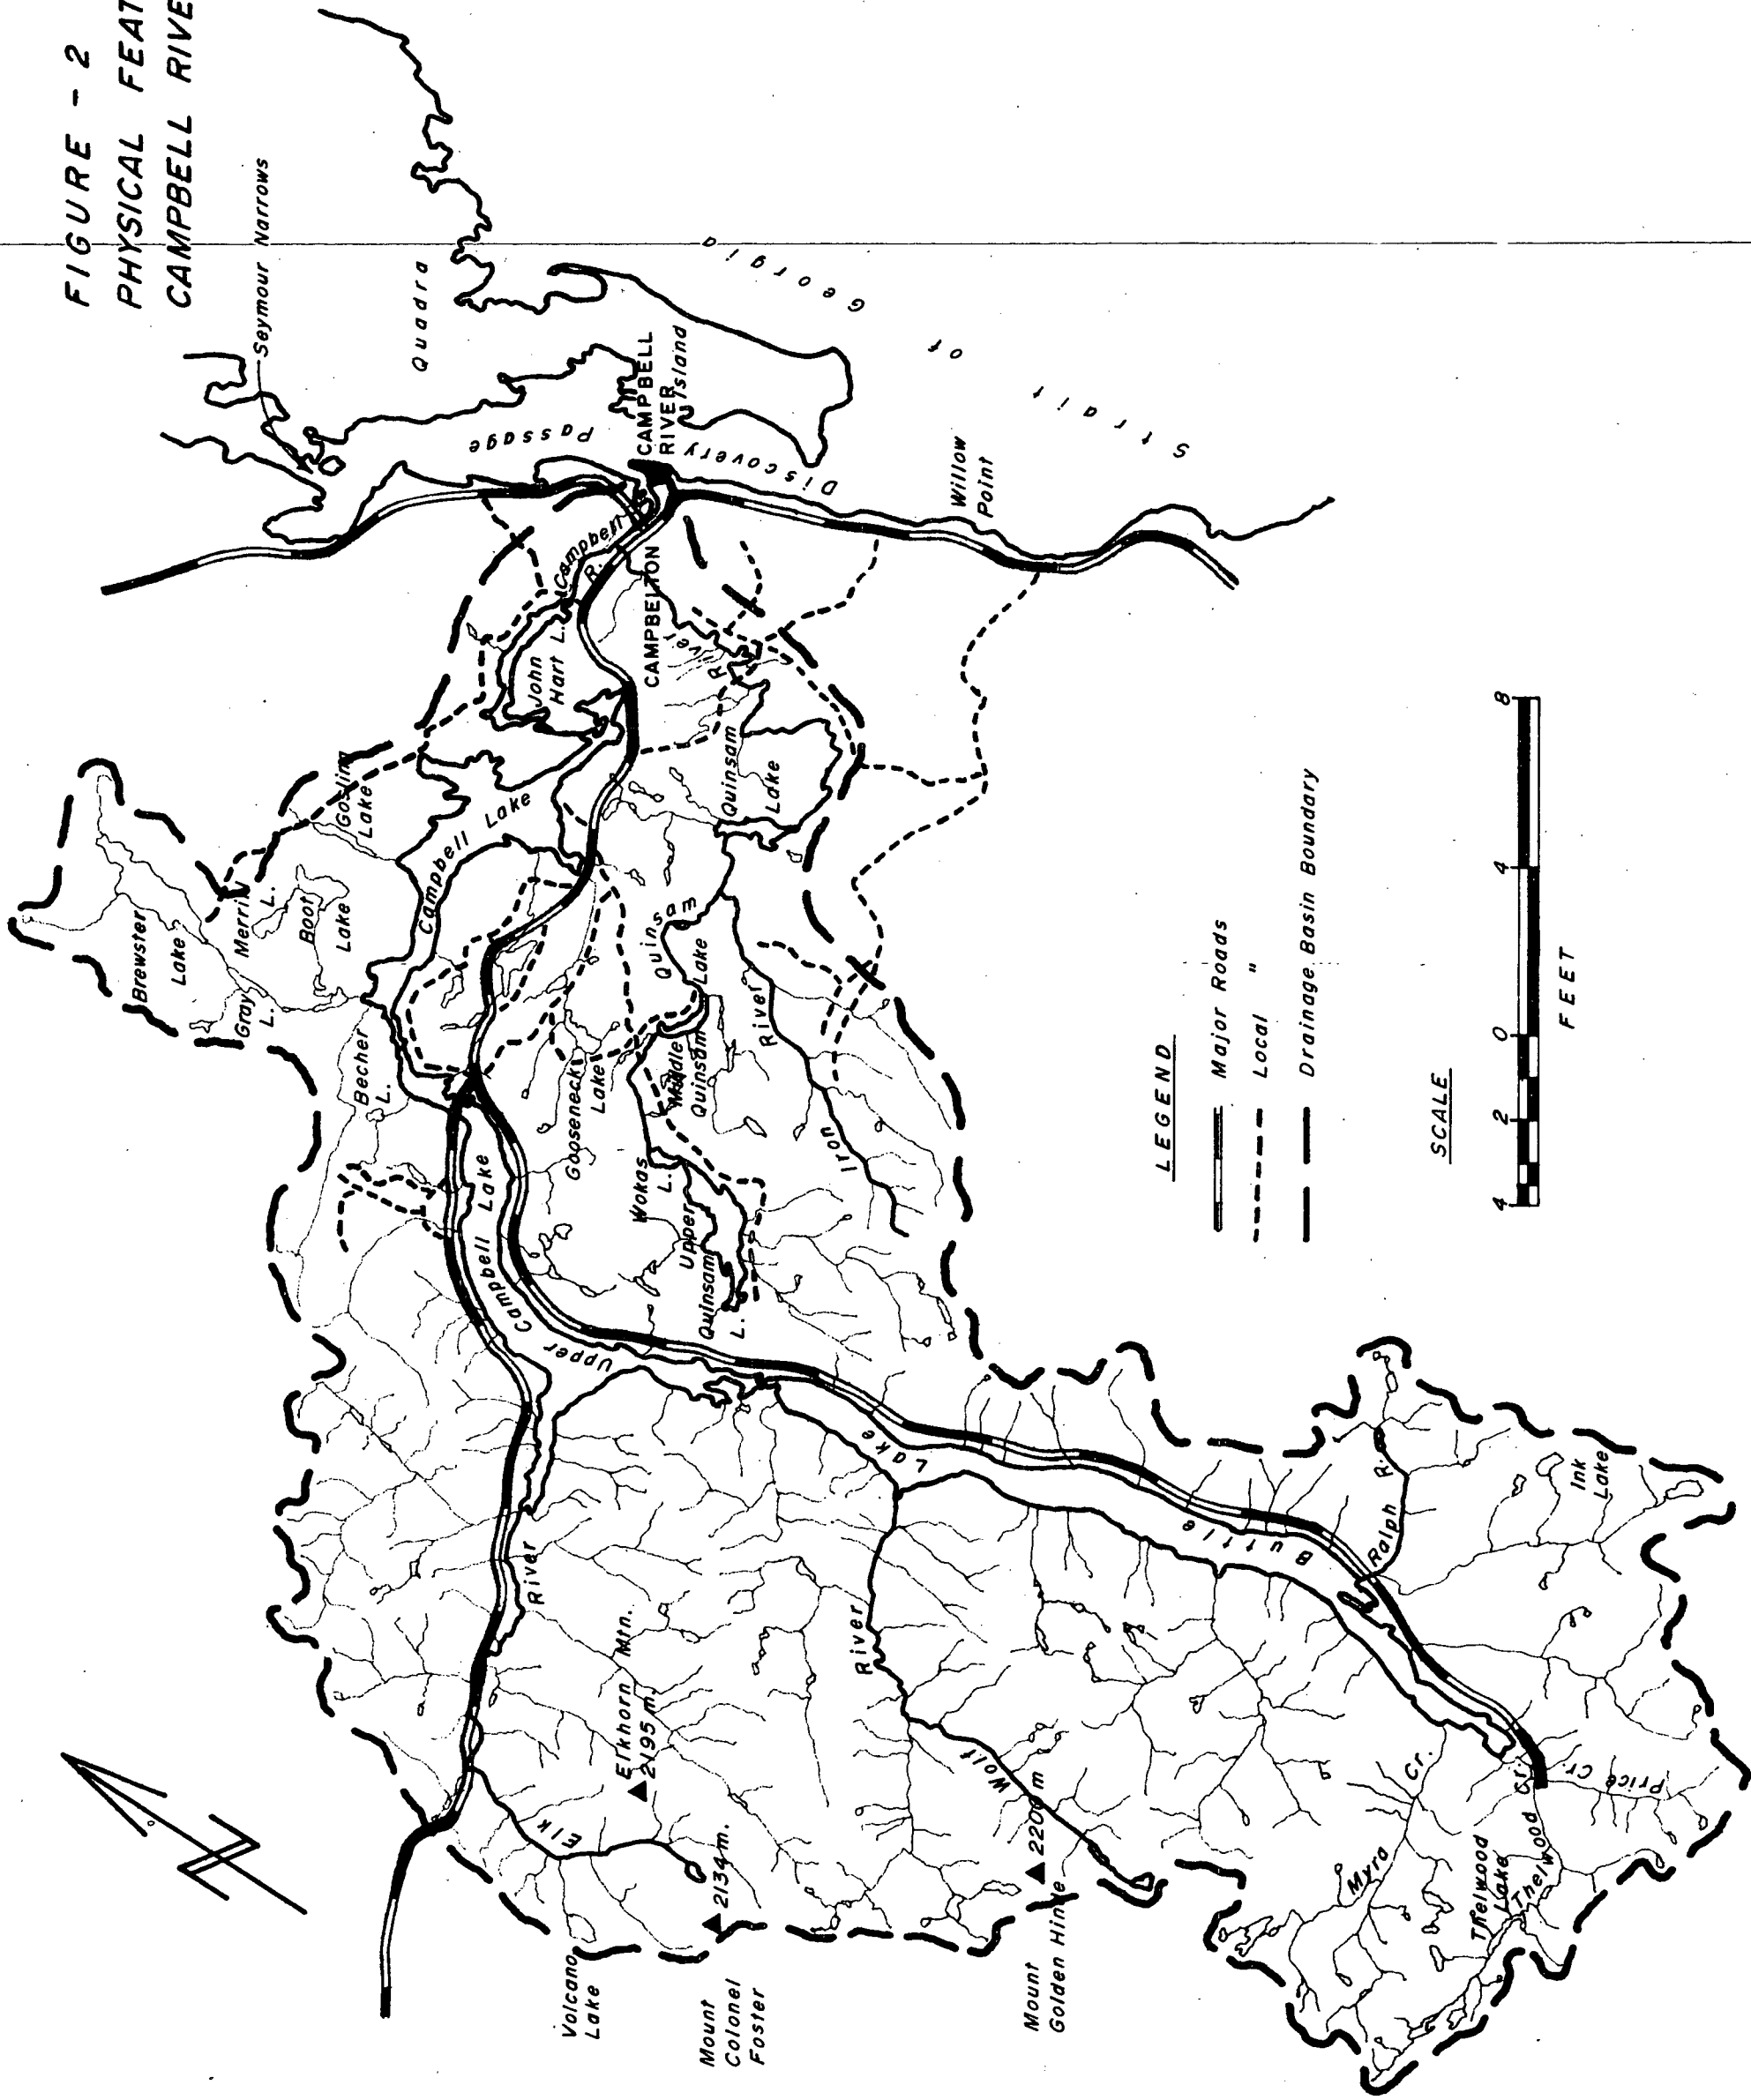 FIGURE - 2
PHYSICAL FEAT
CAMPBELL RIVE
Seymour Narrows
Quadra
Island
Passage
Discovery
CAMPBELL
RIVER
Strait of Georgia
Willow
Point
Campbell
R.
CAMPBELTON
John
Hart L.
River
Quinsam
Lake
Gosling
Lake
Campbell Lake
Campbell
Merrill
L.
Boot
Lake
Brewster
Lake
Gray
L.
Becher
L.
Quinsam
Lake
Middle
Quinsam
River
Iron
Gooseneck
Lake
Wokas
L.
Upper
Quinsam
L.
Upper Campbell Lake
River
Elk
Elkhorn Mtn.
2195 m.
2134 m.
Volcano
Lake
Mount
Colonel
Foster
River
Wolf
2200 m
Mount
Golden Hinde
Buttle Lake
Ralph R.
Ink
Lake
Myra Cr.
Thelwood
Lake
Thelwood Cr.
Price Cr.
LEGEND
Major Roads
Local "
Drainage Basin Boundary
SCALE
4 2 0 4 8
FEET